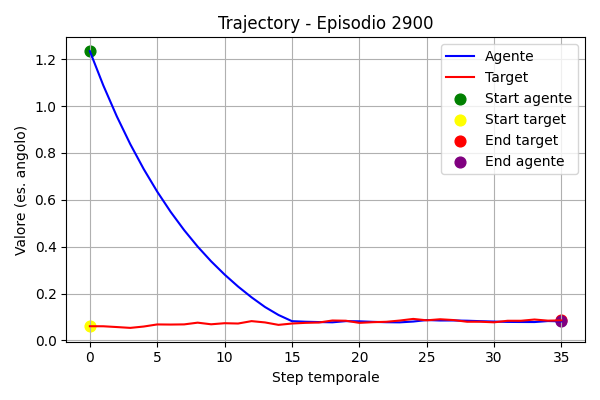 Trajectory - Episodio 2900
Valore (es. angolo)
1.2
1.0
0.8
0.6
0.4
0.2
0.0
Agente
Target
Start agente
Start target
End target
End agente
0 5 10 15 20 25 30 35
Step temporale